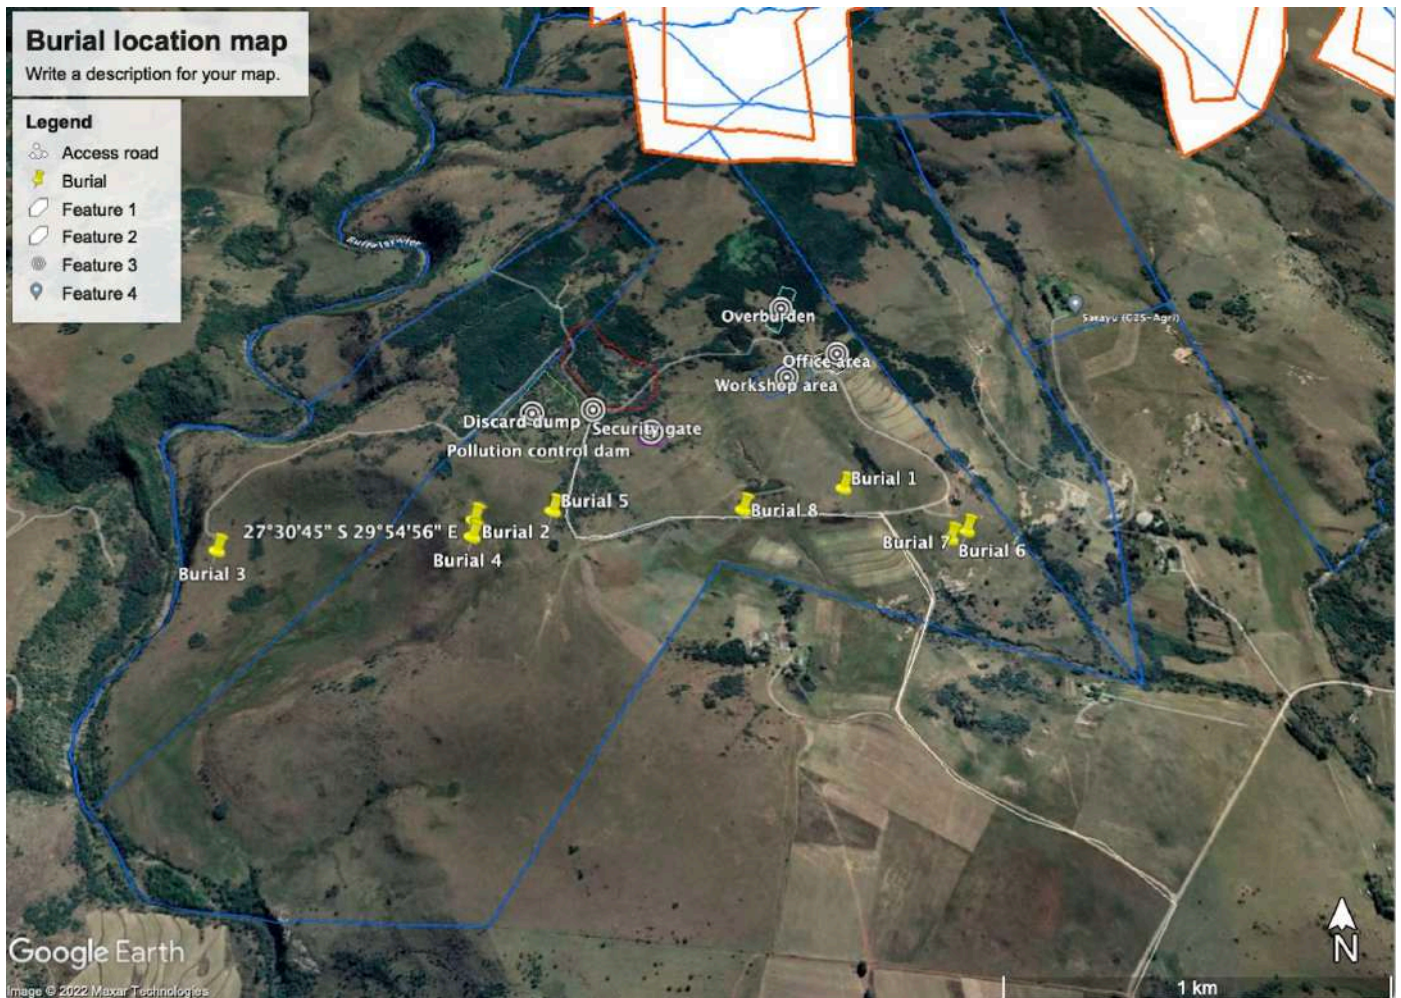 Burial location map
Write a description for your map.
Legend
Access road
Burial
Feature 1
Feature 2
Feature 3
Feature 4
Overburden
Office area
Workshop area
Discard dump
Security gate
Pollution control dam
Burial 1
Burial 5
Burial 8
27°30'45" S 29°54'56" E
Burial 2
Burial 7
Burial 6
Burial 4
Burial 3
N
1 km
Google Earth
Image © 2022 Maxar Technologies